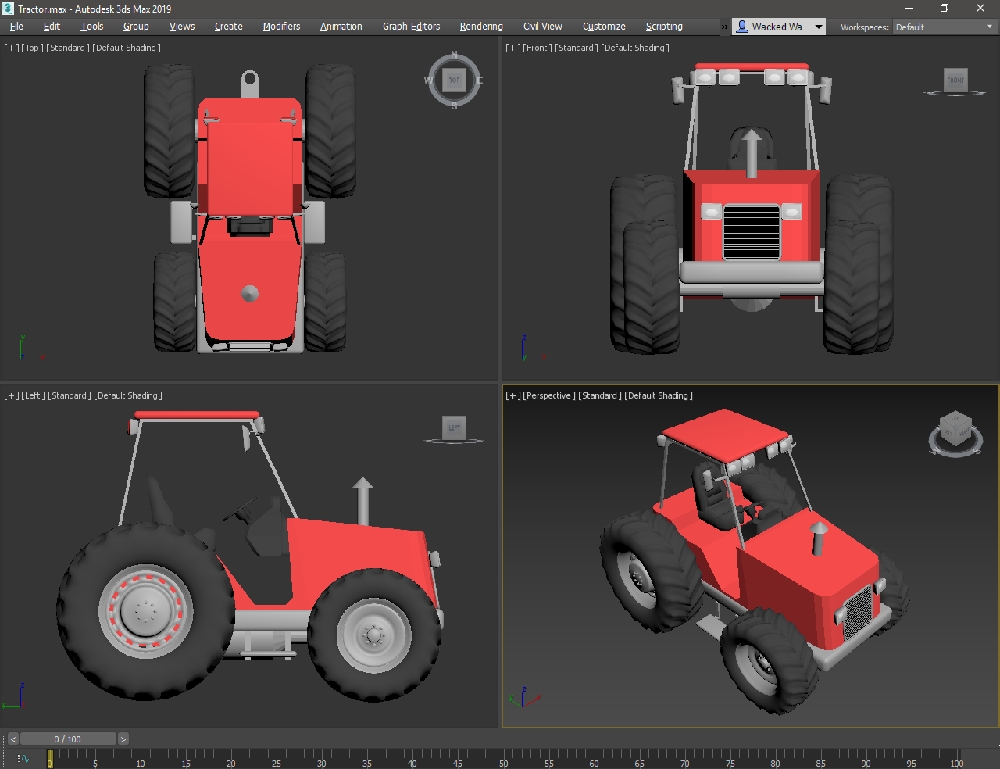 Tractor.max - Autodesk 3ds Max 2019
File Edit Tools Group Views Create Modifiers Animation Graph Editors Rendering Civil View Customize Scripting » Wacked Wa Workspaces: Default
[+] [Top] [Standard] [Default Shading]
N
W TOP E
S
[+] [Front] [Standard] [Default Shading]
FRONT
y
z
[+] [Left] [Standard] [Default Shading]
LEFT
[+] [Perspective] [Standard] [Default Shading]
z
z
< 0 / 100 >
0 5 10 15 20 25 30 35 40 45 50 55 60 65 70 75 80 85 90 95 100